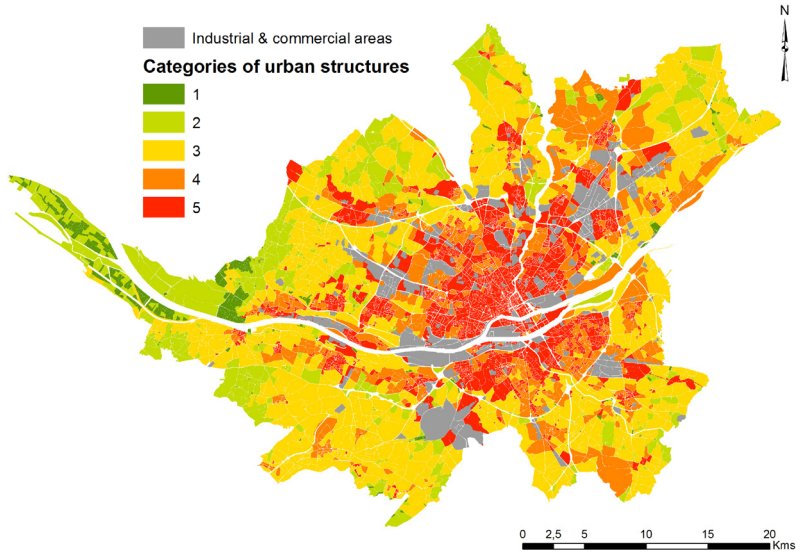 N
Industrial & commercial areas
Categories of urban structures
1
2
3
4
5
0 2,5 5 10 15 20
Kms